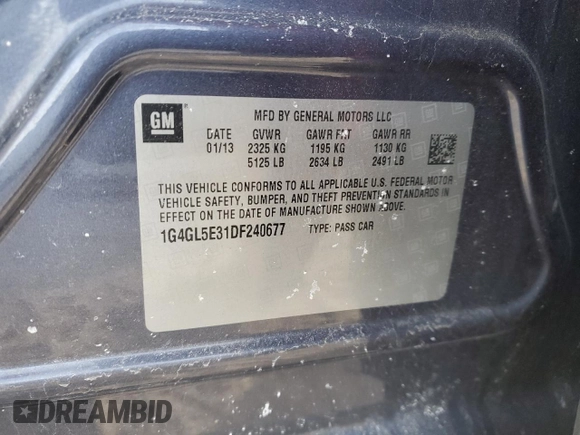 GM
MFD BY GENERAL MOTORS LLC
DATE GVWR GAWR FRT GAWR RR
01/13 2325 KG 1195 KG 1130 KG
5125 LB 2634 LB 2491 LB
THIS VEHICLE CONFORMS TO ALL APPLICABLE U.S. FEDERAL MOTOR
VEHICLE SAFETY, BUMPER, AND THEFT PREVENTION STANDARDS IN
EFFECT ON THE DATE OF MANUFACTURE SHOWN ABOVE.
1G4GL5E31DF240677 TYPE: PASS CAR
DREAMBID